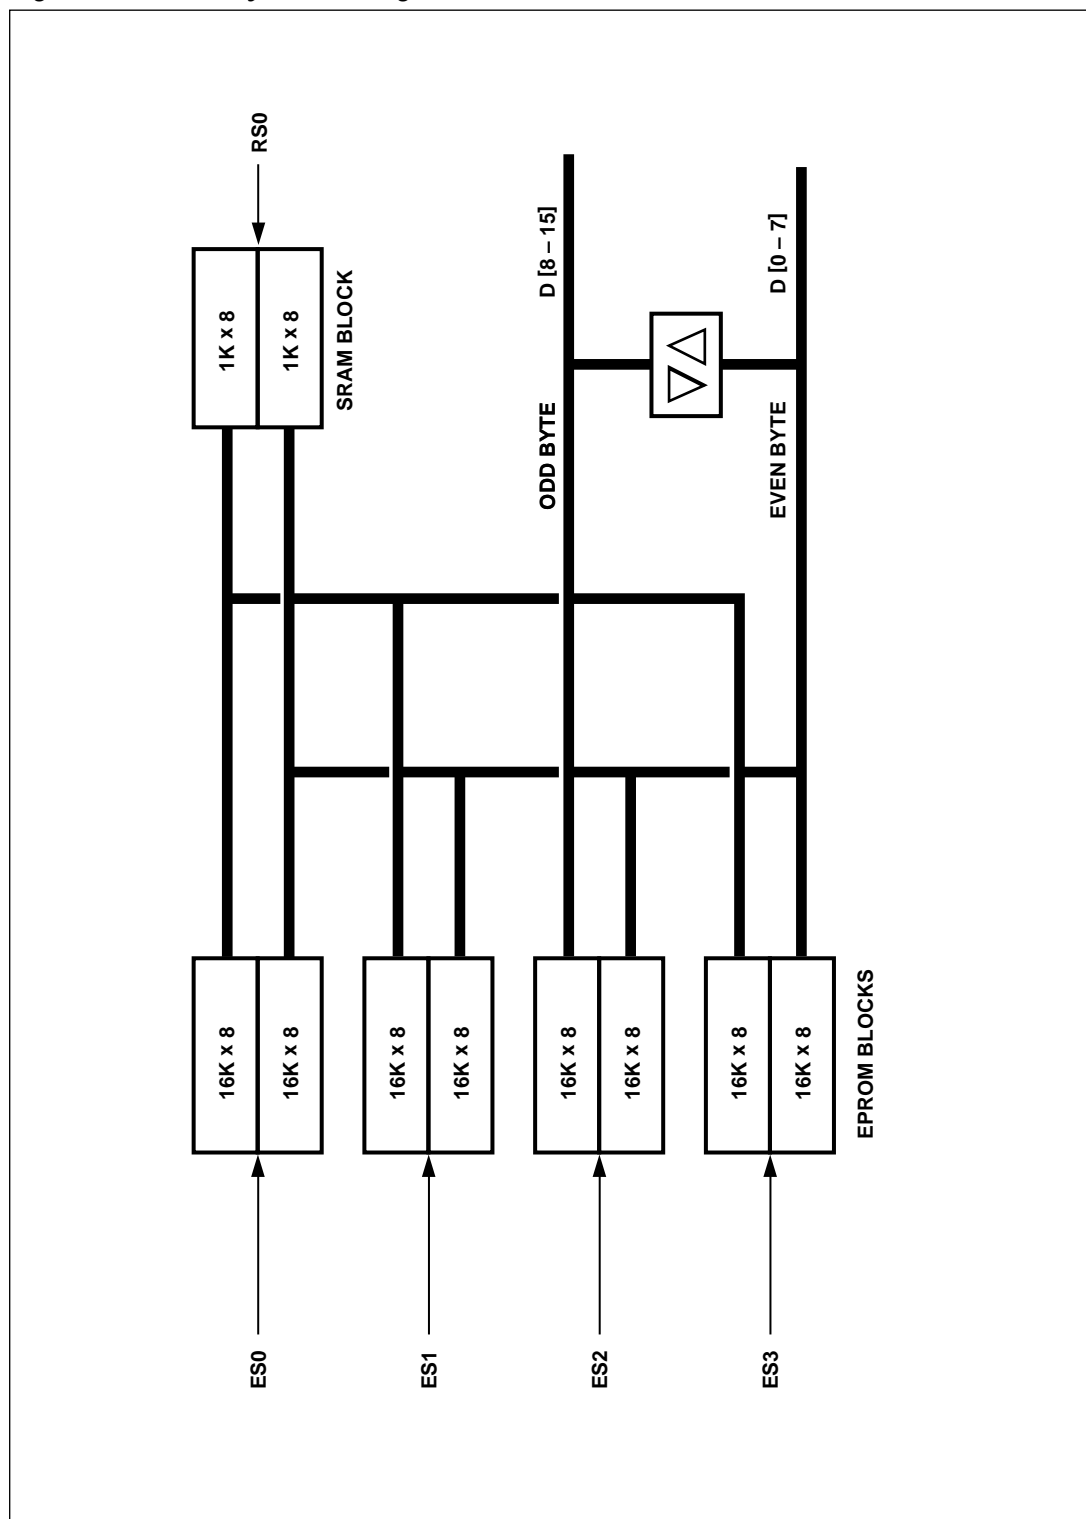 RS0
1K x 8
1K x 8
SRAM BLOCK
D [8 – 15]
D [0 – 7]
ODD BYTE
EVEN BYTE
16K x 8
16K x 8
16K x 8
16K x 8
16K x 8
16K x 8
16K x 8
16K x 8
EPROM BLOCKS
ES0
ES1
ES2
ES3